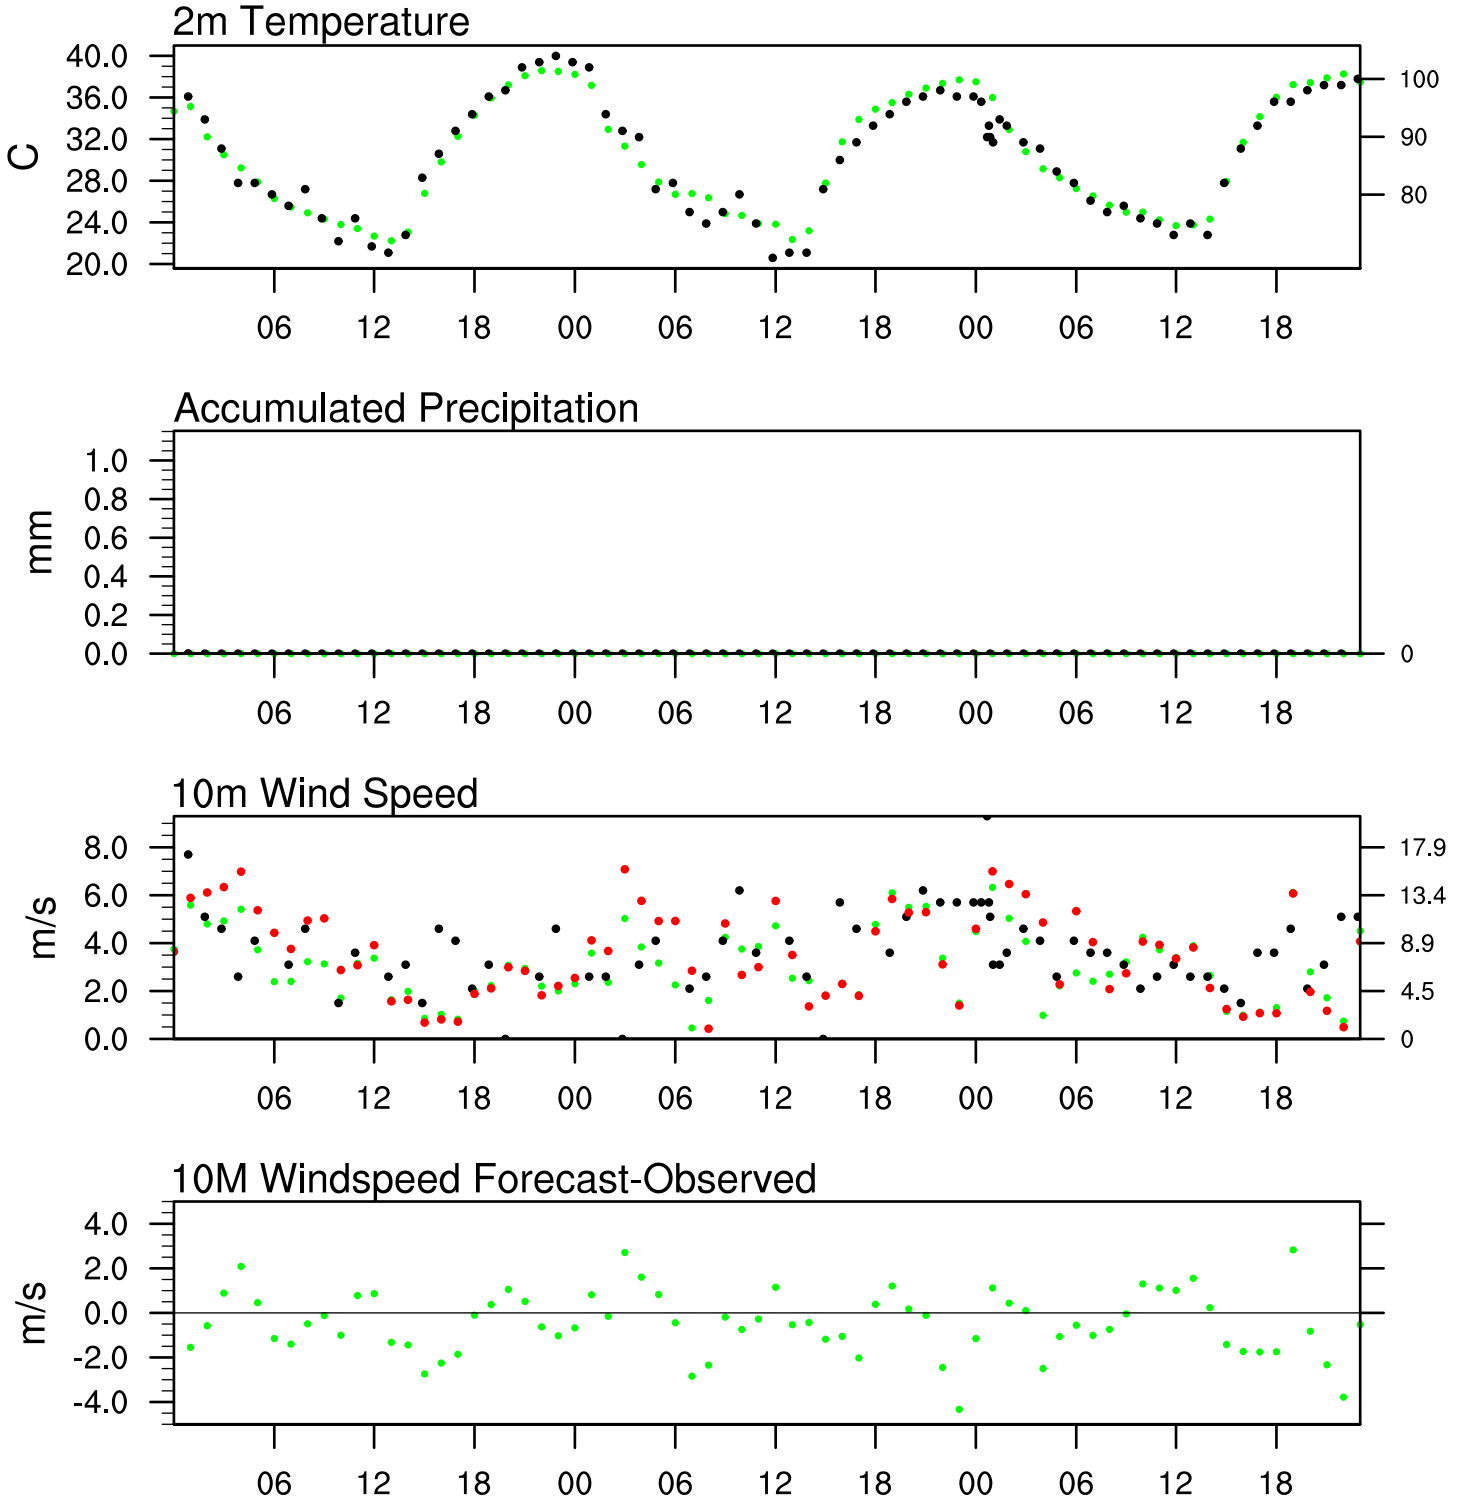 2m Temperature
40.0
36.0
32.0
28.0
24.0
20.0
C
100
90
80
06 12 18 00 06 12 18 00 06 12 18
Accumulated Precipitation
1.0
0.8
0.6
0.4
0.2
0.0
mm
0
06 12 18 00 06 12 18 00 06 12 18
10m Wind Speed
8.0
6.0
4.0
2.0
0.0
m/s
17.9
13.4
8.9
4.5
0
06 12 18 00 06 12 18 00 06 12 18
10M Windspeed Forecast-Observed
4.0
2.0
0.0
-2.0
-4.0
m/s
06 12 18 00 06 12 18 00 06 12 18